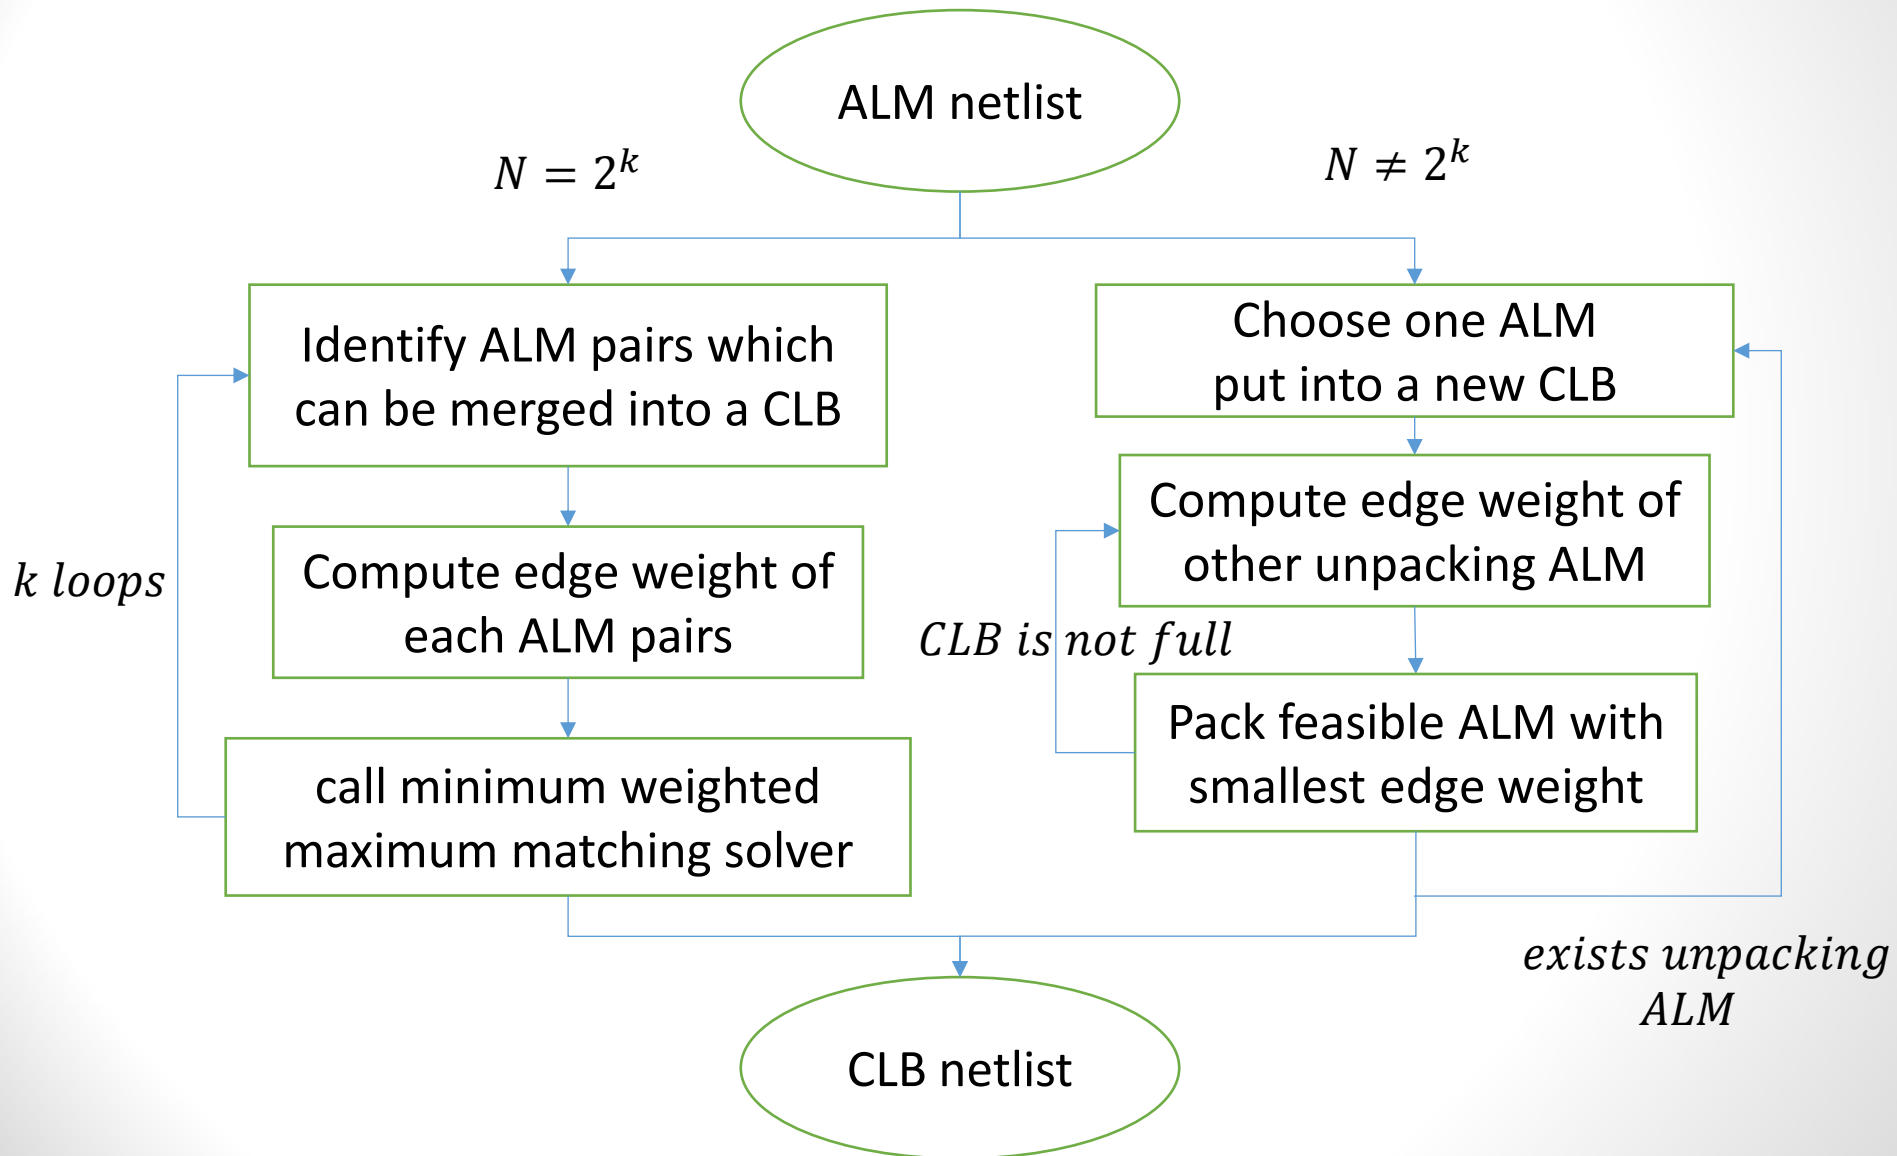 ALM netlist
N = 2^k
N ≠ 2^k
Identify ALM pairs which
can be merged into a CLB
Choose one ALM
put into a new CLB
Compute edge weight of
other unpacking ALM
k loops
Compute edge weight of
each ALM pairs
CLB is not full
Pack feasible ALM with
smallest edge weight
call minimum weighted
maximum matching solver
exists unpacking
ALM
CLB netlist